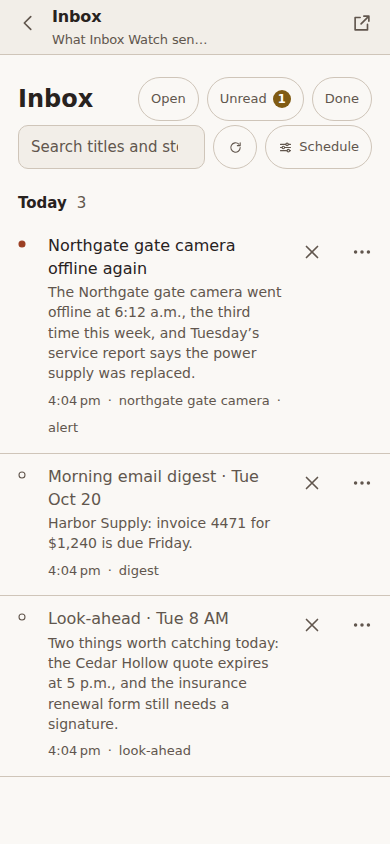 Inbox
What Inbox Watch sen…
Inbox
Open
Unread 1
Done
Search titles and sto
Schedule
Today 3
Northgate gate camera
offline again
The Northgate gate camera went
offline at 6:12 a.m., the third
time this week, and Tuesday’s
service report says the power
supply was replaced.
4:04 pm · northgate gate camera ·
alert
Morning email digest · Tue
Oct 20
Harbor Supply: invoice 4471 for
$1,240 is due Friday.
4:04 pm · digest
Look-ahead · Tue 8 AM
Two things worth catching today:
the Cedar Hollow quote expires
at 5 p.m., and the insurance
renewal form still needs a
signature.
4:04 pm · look-ahead